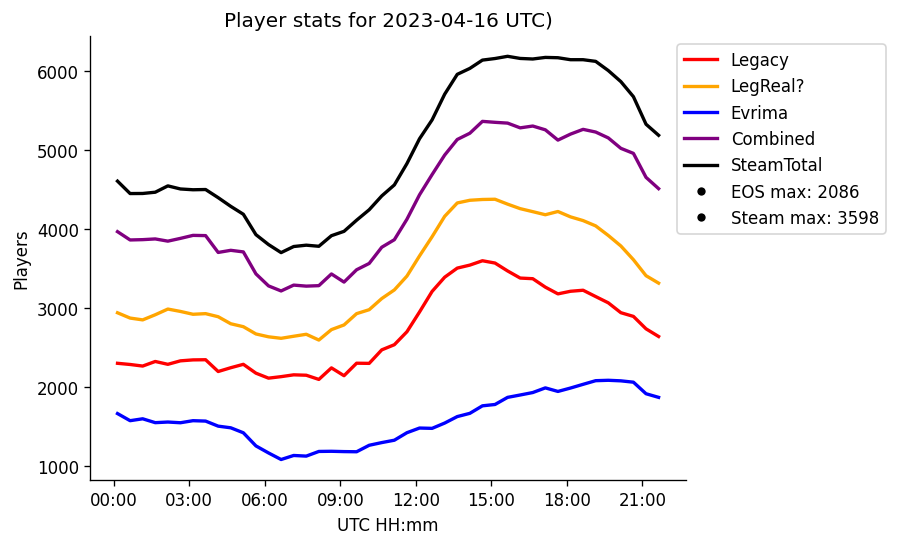 Player stats for 2023-04-16 UTC)
Players
6000
5000
4000
3000
2000
1000
00:00 03:00 06:00 09:00 12:00 15:00 18:00 21:00
UTC HH:mm
Legacy
LegReal?
Evrima
Combined
SteamTotal
EOS max: 2086
Steam max: 3598